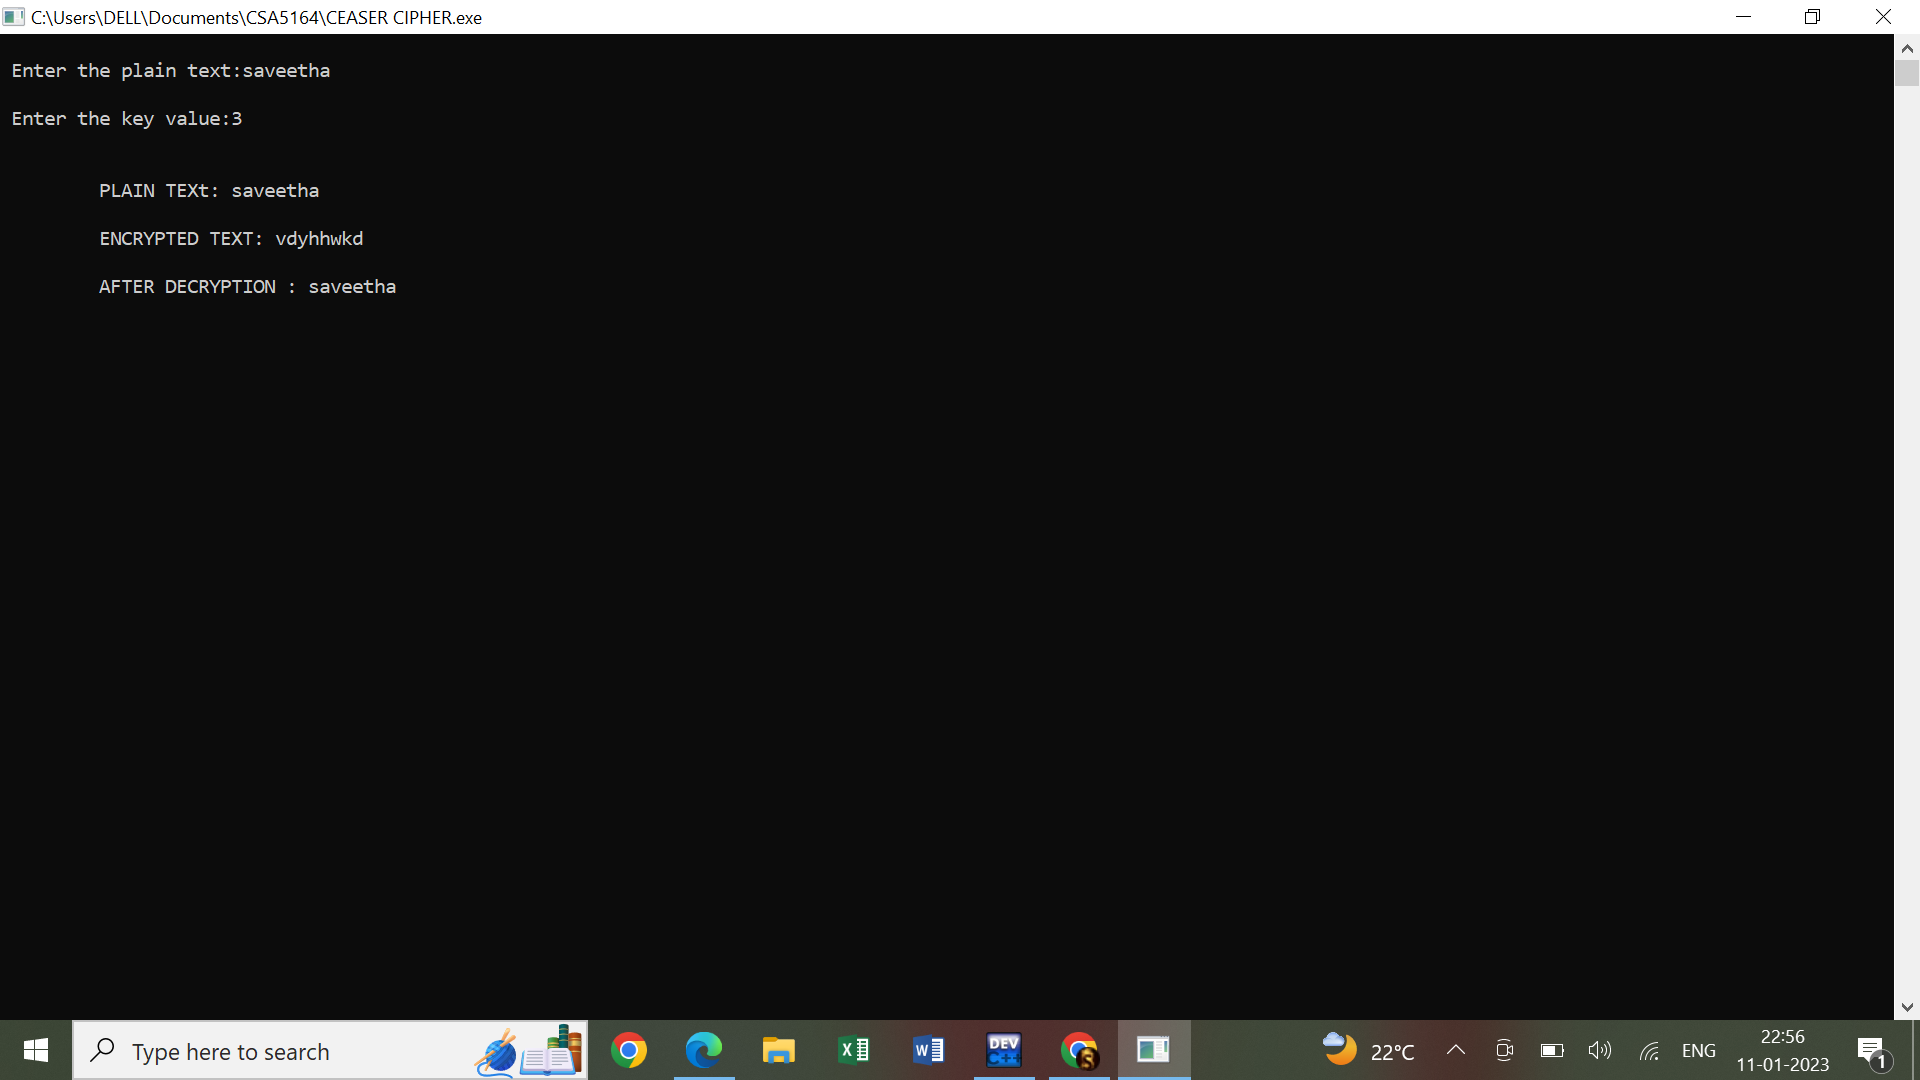 C:\Users\DELL\Documents\CSA5164\CEASER CIPHER.exe
Enter the plain text:saveetha
Enter the key value:3
PLAIN TEXt: saveetha
ENCRYPTED TEXT: vdyhhwkd
AFTER DECRYPTION : saveetha
Type here to search
DEV
C++
22°C
ENG
22:56
11-01-2023
1